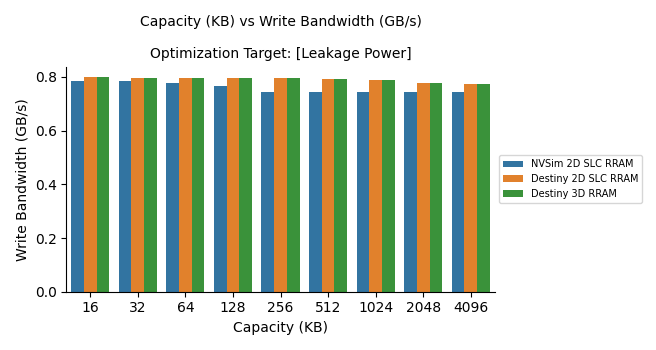 Capacity (KB) vs Write Bandwidth (GB/s)
Optimization Target: [Leakage Power]
Write Bandwidth (GB/s)
0.8
0.6
0.4
0.2
0.0
16 32 64 128 256 512 1024 2048 4096
Capacity (KB)
NVSim 2D SLC RRAM
Destiny 2D SLC RRAM
Destiny 3D RRAM